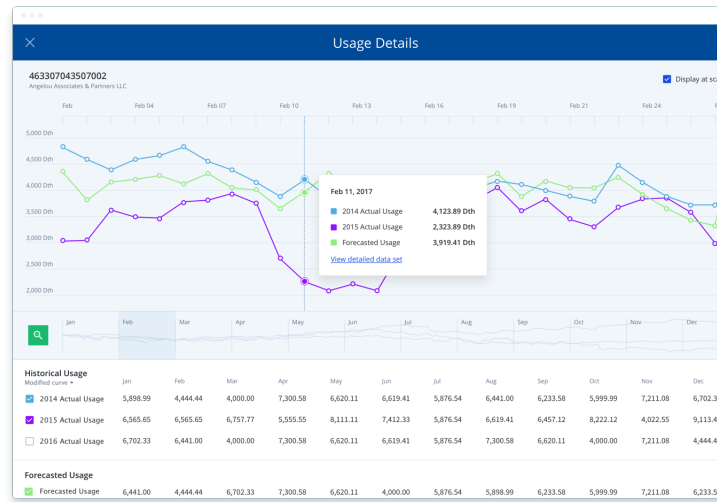 Usage Details
463307043507002
Angelou Associates & Partners LLC
Display at sca
Feb Feb 04 Feb 07 Feb 10 Feb 13 Feb 16 Feb 19 Feb 21 Feb 24 F
5,000 Dth
4,500 Dth
4,000 Dth
3,500 Dth
3,000 Dth
2,500 Dth
2,000 Dth
Feb 11, 2017
2014 Actual Usage 4,123.89 Dth
2015 Actual Usage 2,323.89 Dth
Forecasted Usage 3,919.41 Dth
View detailed data set
Jan Feb Mar Apr May Jun Jul Aug Sep Oct Nov Dec
Historical Usage
Modified curve Jan Feb Mar Apr May Jun Jul Aug Sep Oct Nov Dec
2014 Actual Usage 5,898.99 4,444.44 4,000.00 7,300.58 6,620.11 6,619.41 5,876.54 6,441.00 6,233.58 5,999.99 7,211.08 6,702.3
2015 Actual Usage 6,565.65 6,565.65 6,757.77 5,555.55 8,111.11 7,412.33 5,876.54 6,619.41 6,457.12 8,222.12 4,022.55 9,113.4
2016 Actual Usage 6,702.33 6,441.00 4,000.00 7,300.58 6,620.11 6,619.41 5,876.54 7,300.58 6,620.11 4,000.00 7,211.08 4,444.4
Forecasted Usage
Forecasted Usage 6,441.00 4,444.44 6,702.33 7,300.58 6,620.11 4,000.00 5,876.54 5,898.99 6,233.58 5,999.99 7,211.08 6,233.5